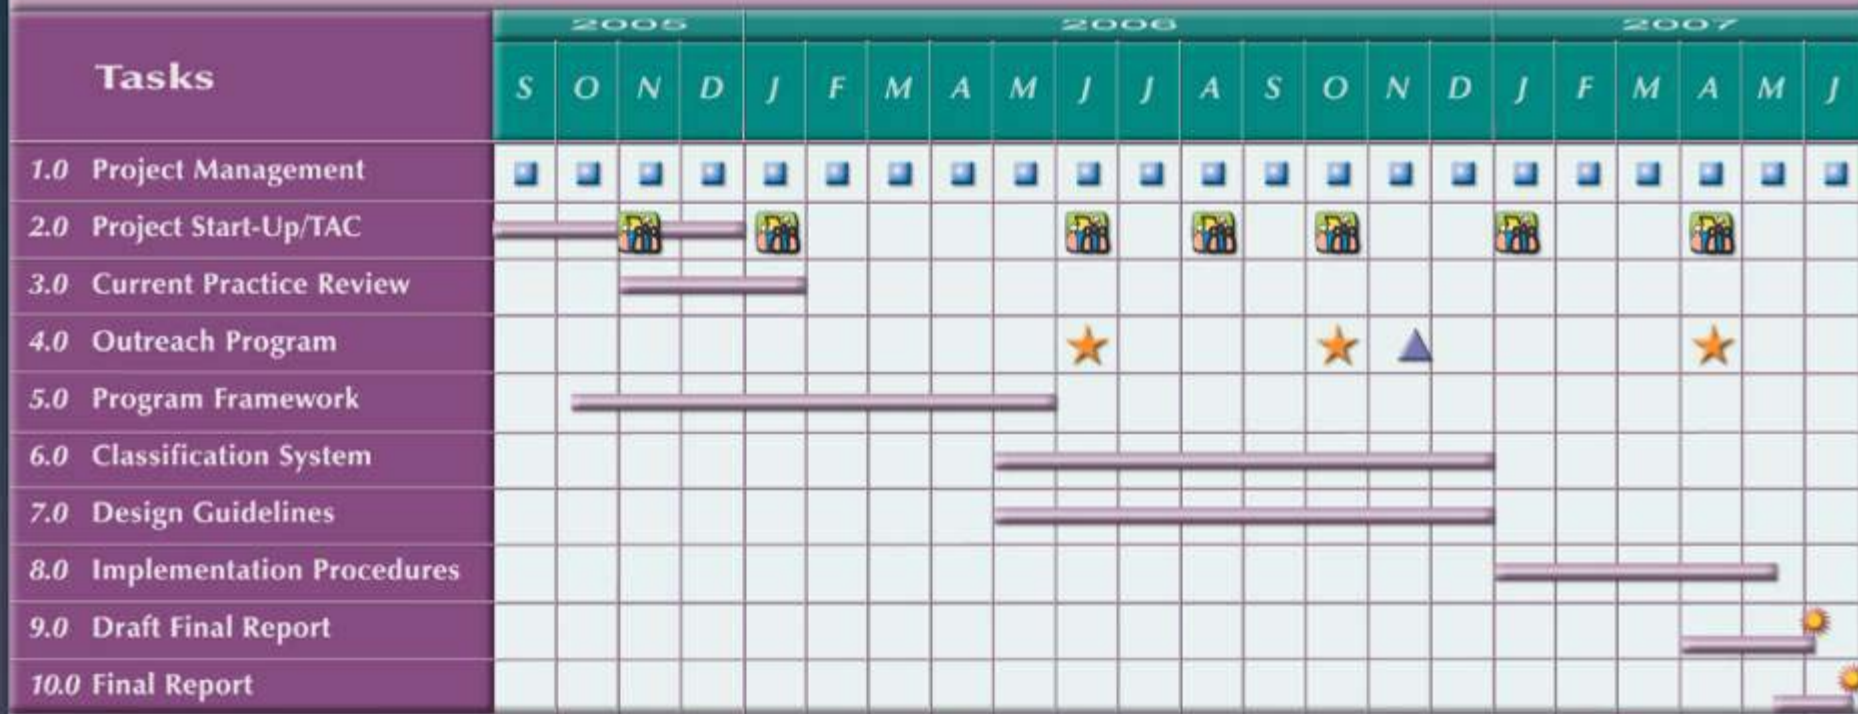 2005 2006 2007
Tasks
S O N D J F M A M J J A S O N D J F M A M J
1.0 Project Management
2.0 Project Start-Up/TAC
3.0 Current Practice Review
4.0 Outreach Program
5.0 Program Framework
6.0 Classification System
7.0 Design Guidelines
8.0 Implementation Procedures
9.0 Draft Final Report
10.0 Final Report